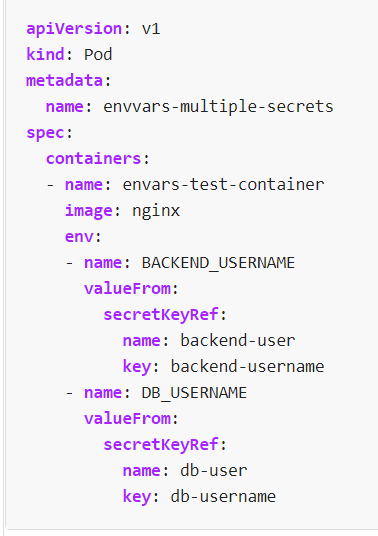 apiVersion: v1
kind: Pod
metadata:
  name: envvars-multiple-secrets
spec:
  containers:
  - name: envars-test-container
    image: nginx
    env:
    - name: BACKEND_USERNAME
      valueFrom:
        secretKeyRef:
          name: backend-user
          key: backend-username
    - name: DB_USERNAME
      valueFrom:
        secretKeyRef:
          name: db-user
          key: db-username